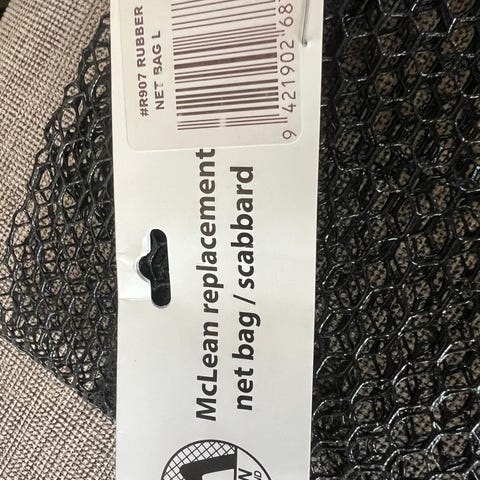 #R907 RUBBER
NET BAG L
9 421902 68
McLean replacement
net bag / scabbard